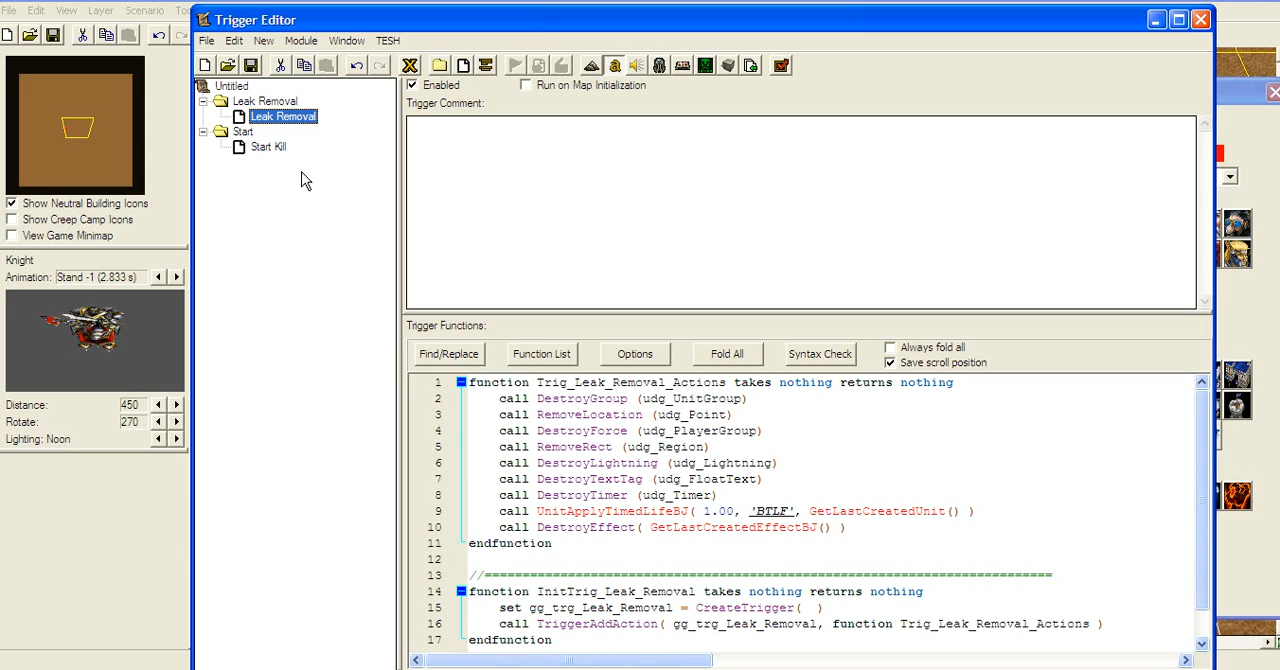 File Edit View Layer Scenario
Show Neutral Building Icons
Show Creep Camp Icons
View Game Minimap
Knight
Animation: Stand -1 (2.833 s)
Distance: 450
Rotate: 270
Lighting: Noon
Trigger Editor
File Edit New Module Window TESH
Untitled
Leak Removal
Leak Removal
Start
Start Kill
Enabled Run on Map Initialization
Trigger Comment:
Trigger Functions:
Find/Replace Function List Options Fold All Syntax Check
Always fold all
Save scroll position
1 function Trig_Leak_Removal_Actions takes nothing returns nothing
2 call DestroyGroup (udg_UnitGroup)
3 call RemoveLocation (udg_Point)
4 call DestroyForce (udg_PlayerGroup)
5 call RemoveRect (udg_Region)
6 call DestroyLightning (udg_Lightning)
7 call DestroyTextTag (udg_FloatText)
8 call DestroyTimer (udg_Timer)
9 call UnitApplyTimedLifeBJ( 1.00, 'BTLF', GetLastCreatedUnit() )
10 call DestroyEffect( GetLastCreatedEffectBJ() )
11 endfunction
12
13 //===========================================================================
14 function InitTrig_Leak_Removal takes nothing returns nothing
15 set gg_trg_Leak_Removal = CreateTrigger( )
16 call TriggerAddAction( gg_trg_Leak_Removal, function Trig_Leak_Removal_Actions )
17 endfunction